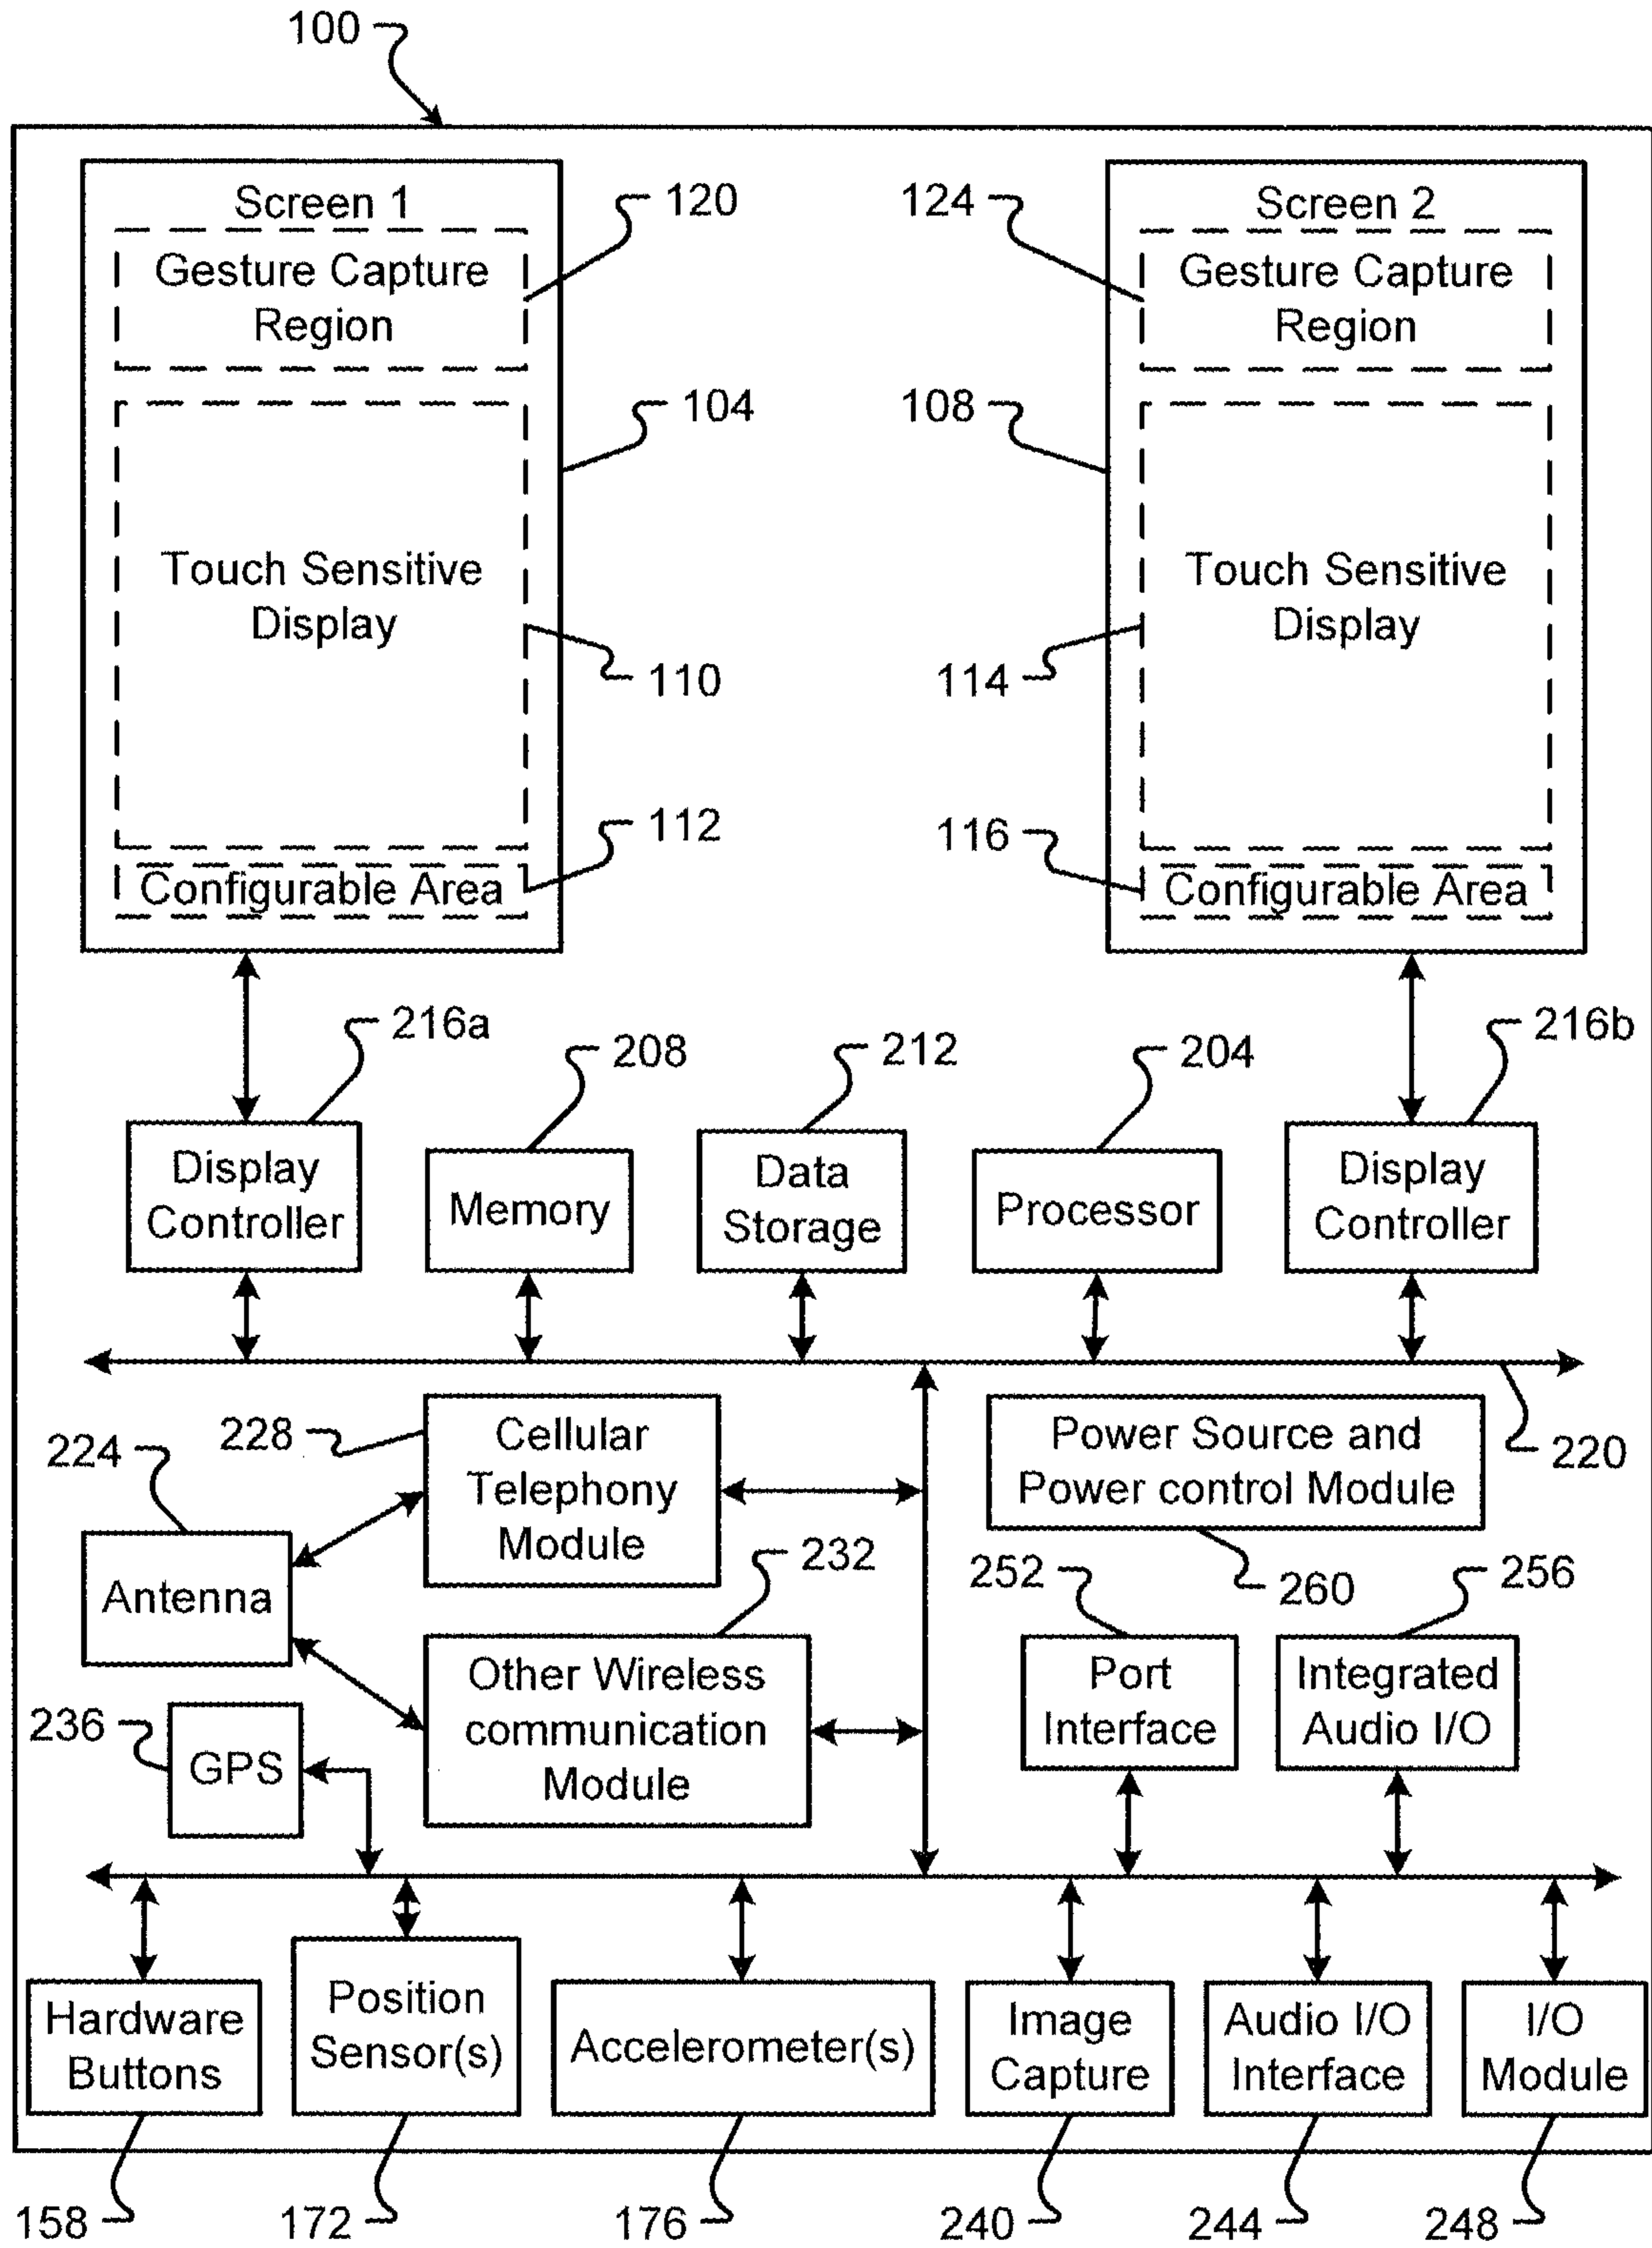 100
Screen 1
120
124
Screen 2
Gesture Capture
Region
Gesture Capture
Region
104
108
Touch Sensitive
Display
Touch Sensitive
Display
110
114
112
116
Configurable Area
Configurable Area
216a
208
212
204
216b
Display
Controller
Memory
Data
Storage
Processor
Display
Controller
228
Cellular
Telephony
Module
Power Source and
Power control Module
220
224
232
252
260
256
Antenna
Other Wireless
communication
Module
Port
Interface
Integrated
Audio I/O
236
GPS
Hardware
Buttons
Position
Sensor(s)
Accelerometer(s)
Image
Capture
Audio I/O
Interface
I/O
Module
158
172
176
240
244
248